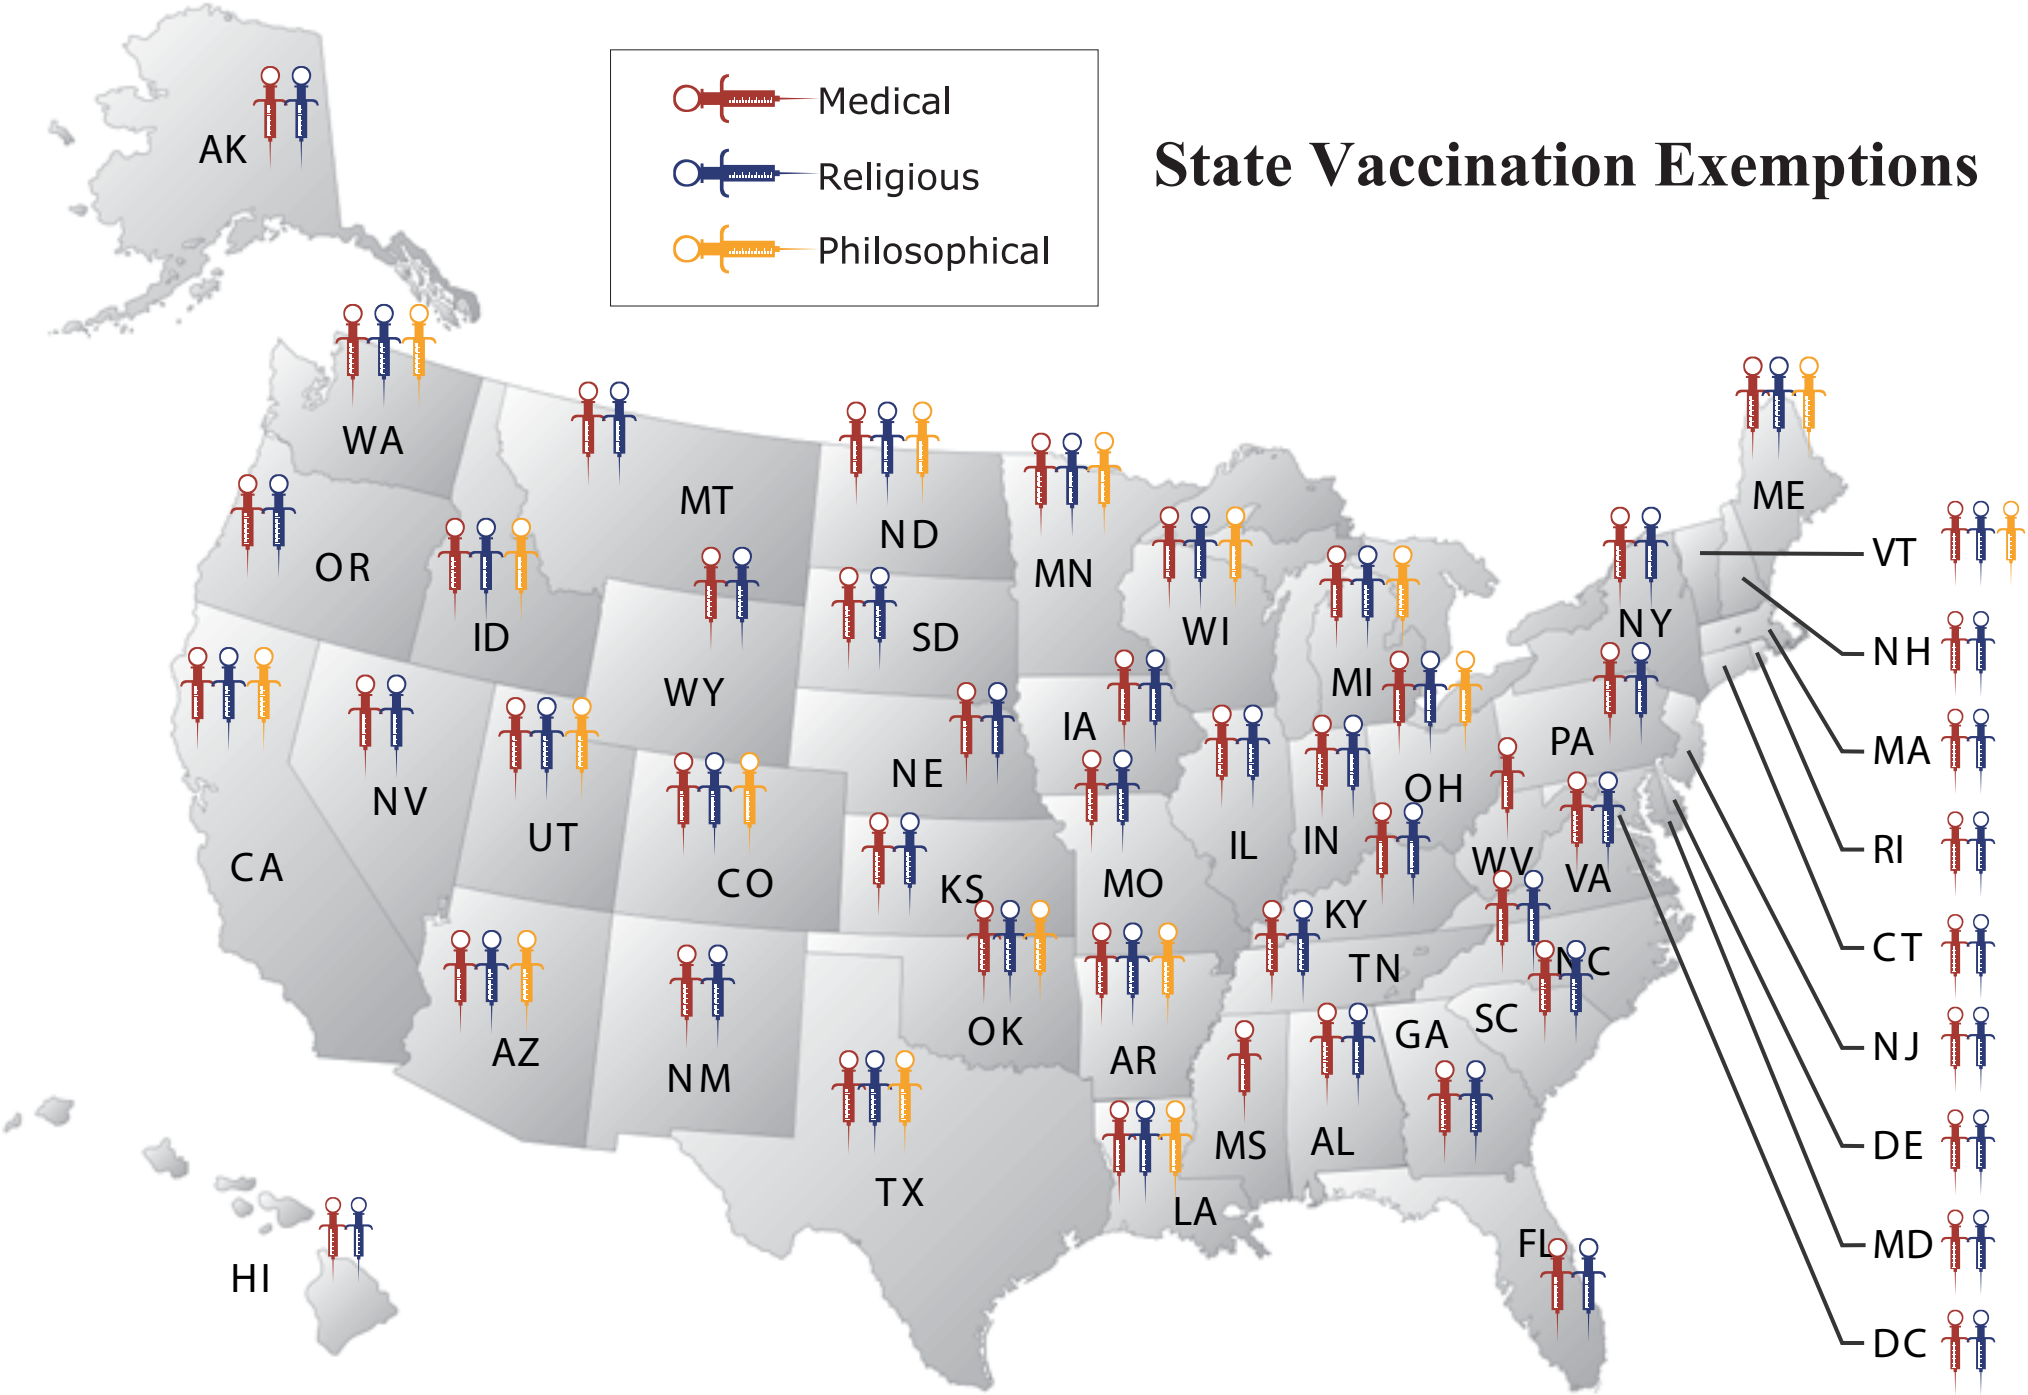 AK
Medical
Religious
Philosophical
State Vaccination Exemptions
WA
MT
ND
MN
ME
OR
ID
SD
WI
MI
NY
VT
NH
WY
IA
PA
MA
NV
NE
OH
UT
CA
CO
KS
MO
IL
IN
WV
VA
RI
KY
TN
NC
CT
AZ
NM
OK
AR
SC
GA
NJ
TX
MS
AL
DE
LA
FL
MD
HI
DC